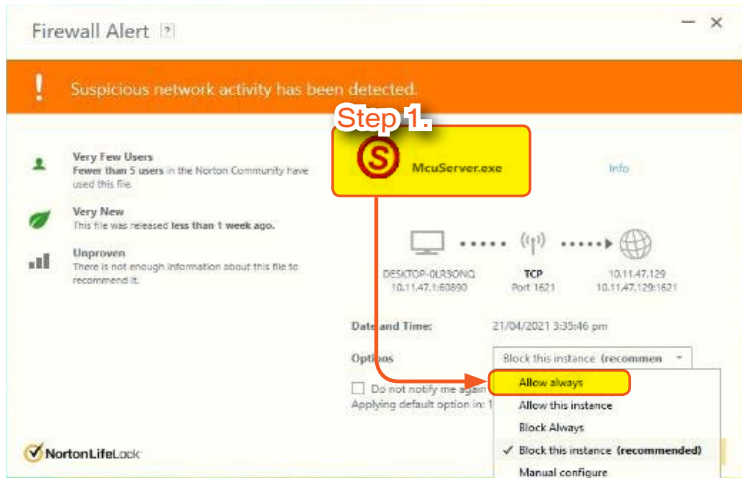 Firewall Alert ?
Suspicious network activity has been detected.
Step 1.
Very Few Users
Fewer than 5 users in the Norton Community have
used this file.
Very New
This file was released less than 1 week ago.
Unproven
There is not enough information about this file to
recommend it.
S
McuServer.exe
Info
DESKTOP-0LR3ONQ
10.11.47.1:60890
TCP
Port 1621
10.11.47.129
10.11.47.129:1621
Date and Time:
21/04/2021 3:35:46 pm
Options
Block this instance (recommen
Do not notify me again
Applying default option in: 1
Allow always
Allow this instance
Block Always
Block this instance (recommended)
Manual configure
NortonLifeLock